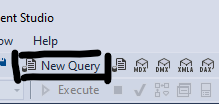 ent Studio
ow Help
New Query MDX DMX XMLA DAX
Execute